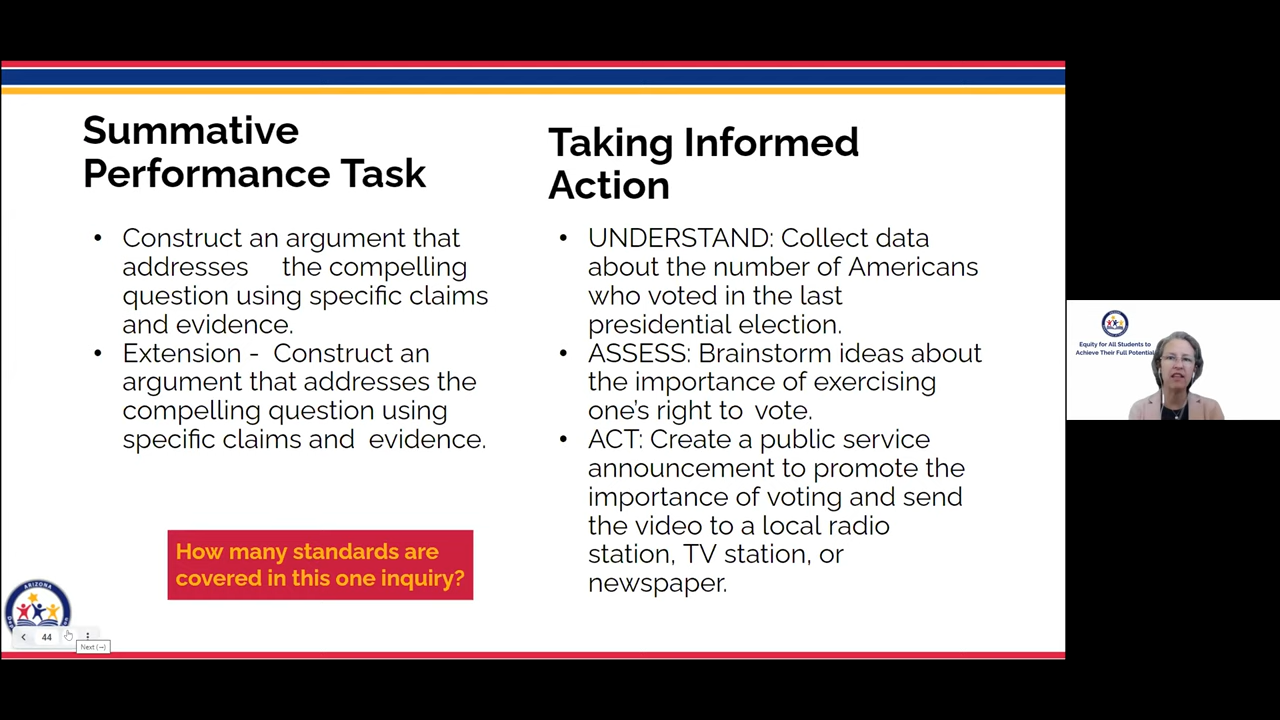 Summative
Performance Task
• Construct an argument that
addresses the compelling
question using specific claims
and evidence.
• Extension - Construct an
argument that addresses the
compelling question using
specific claims and evidence.
How many standards are
covered in this one inquiry?
Taking Informed
Action
• UNDERSTAND: Collect data
about the number of Americans
who voted in the last
presidential election.
• ASSESS: Brainstorm ideas about
the importance of exercising
one's right to vote.
• ACT: Create a public service
announcement to promote the
importance of voting and send
the video to a local radio
station, TV station, or
newspaper.
ARIZONA
44
Next (→)
Equity for All Students to
Achieve Their Full Potential